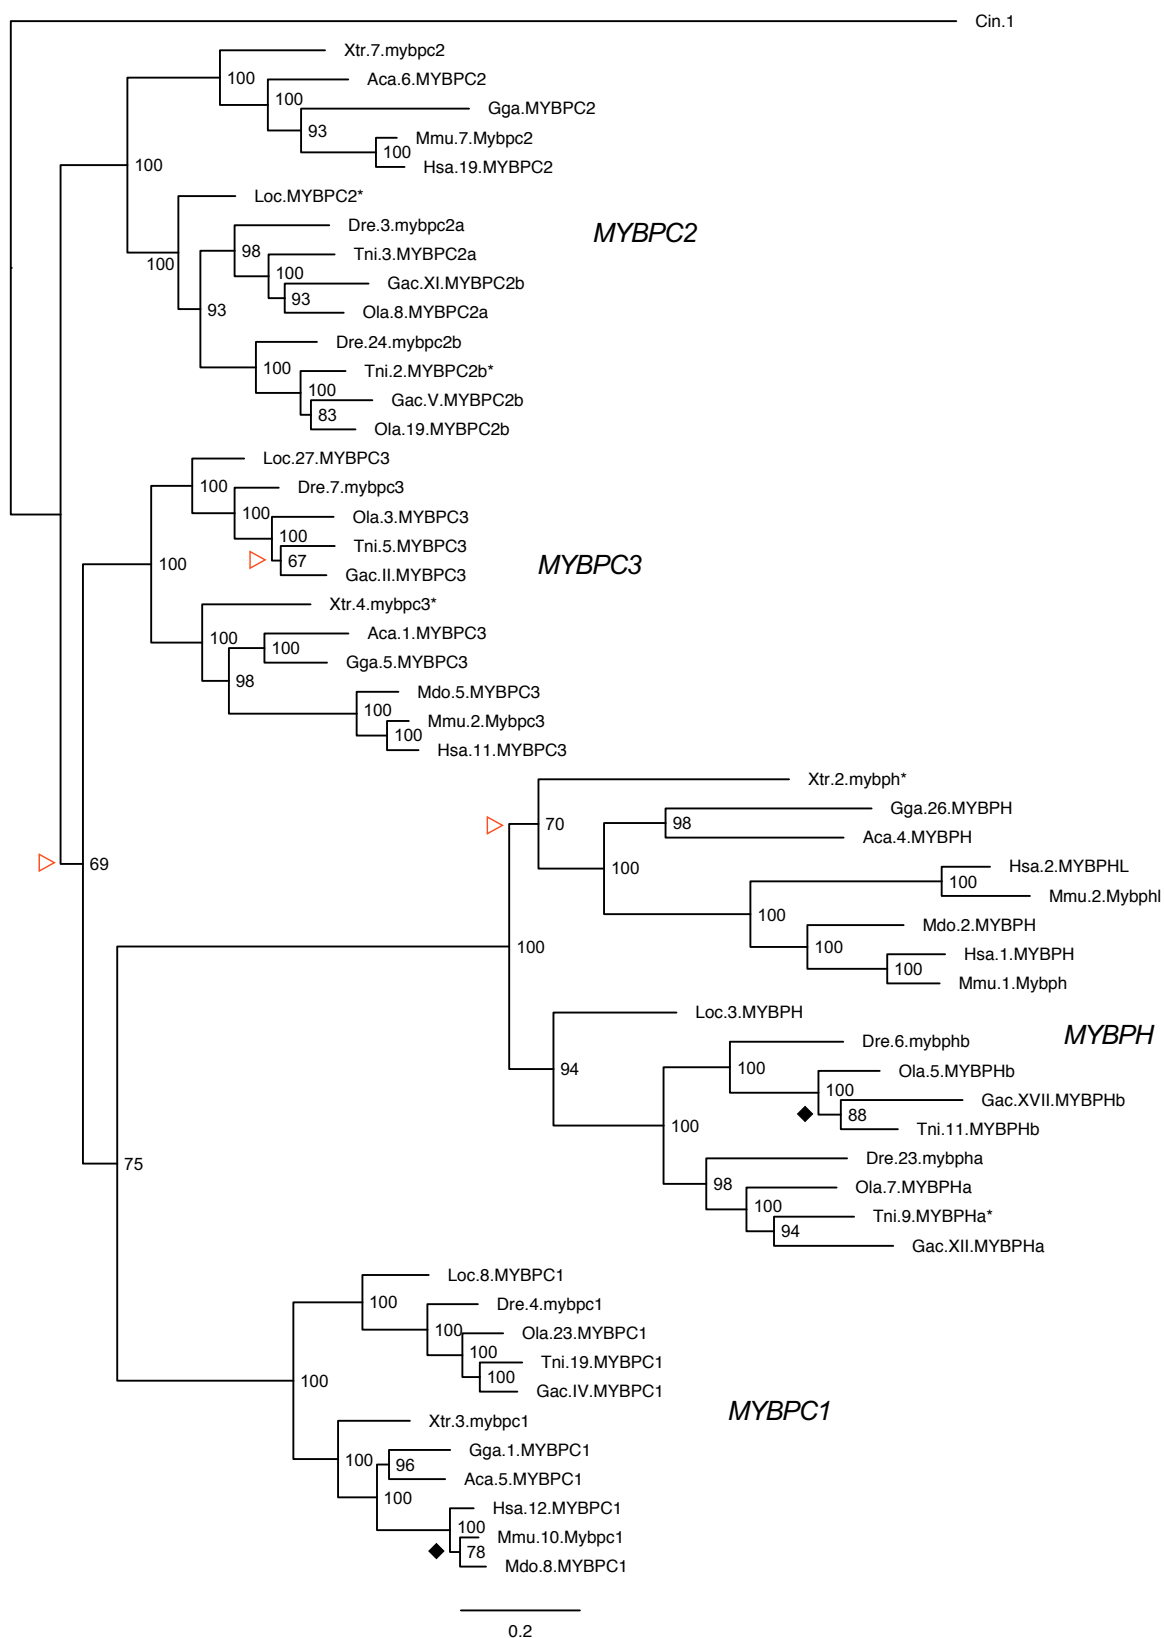 Cin.1
Xtr.7.mybpc2
100
Aca.6.MYBPC2
100
Gga.MYBPC2
93
Mmu.7.Mybpc2
100
Hsa.19.MYBPC2
100
Loc.MYBPC2*
MYBPC2
Dre.3.mybpc2a
98
Tni.3.MYBPC2a
100
100
Gac.XI.MYBPC2b
93
Ola.8.MYBPC2a
93
Dre.24.mybpc2b
100
Tni.2.MYBPC2b*
100
Gac.V.MYBPC2b
83
Ola.19.MYBPC2b
Loc.27.MYBPC3
100
Dre.7.mybpc3
100
Ola.3.MYBPC3
100
Tni.5.MYBPC3
67
MYBPC3
100
Gac.II.MYBPC3
Xtr.4.mybpc3*
100
Aca.1.MYBPC3
100
Gga.5.MYBPC3
98
Mdo.5.MYBPC3
100
Mmu.2.Mybpc3
100
Hsa.11.MYBPC3
Xtr.2.mybph*
70
Gga.26.MYBPH
98
Aca.4.MYBPH
69
100
Hsa.2.MYBPHL
100
Mmu.2.Mybphl
100
Mdo.2.MYBPH
100
100
Hsa.1.MYBPH
100
Mmu.1.Mybph
Loc.3.MYBPH
MYBPH
94
Dre.6.mybphb
100
Ola.5.MYBPHb
100
Gac.XVII.MYBPHb
88
Tni.11.MYBPHb
100
Dre.23.mybpha
75
98
Ola.7.MYBPHa
100
Tni.9.MYBPHa*
94
Gac.XII.MYBPHa
Loc.8.MYBPC1
100
Dre.4.mybpc1
100
Ola.23.MYBPC1
100
Tni.19.MYBPC1
100
Gac.IV.MYBPC1
100
MYBPC1
Xtr.3.mybpc1
100
Gga.1.MYBPC1
96
Aca.5.MYBPC1
100
Hsa.12.MYBPC1
100
Mmu.10.Mybpc1
78
Mdo.8.MYBPC1
0.2